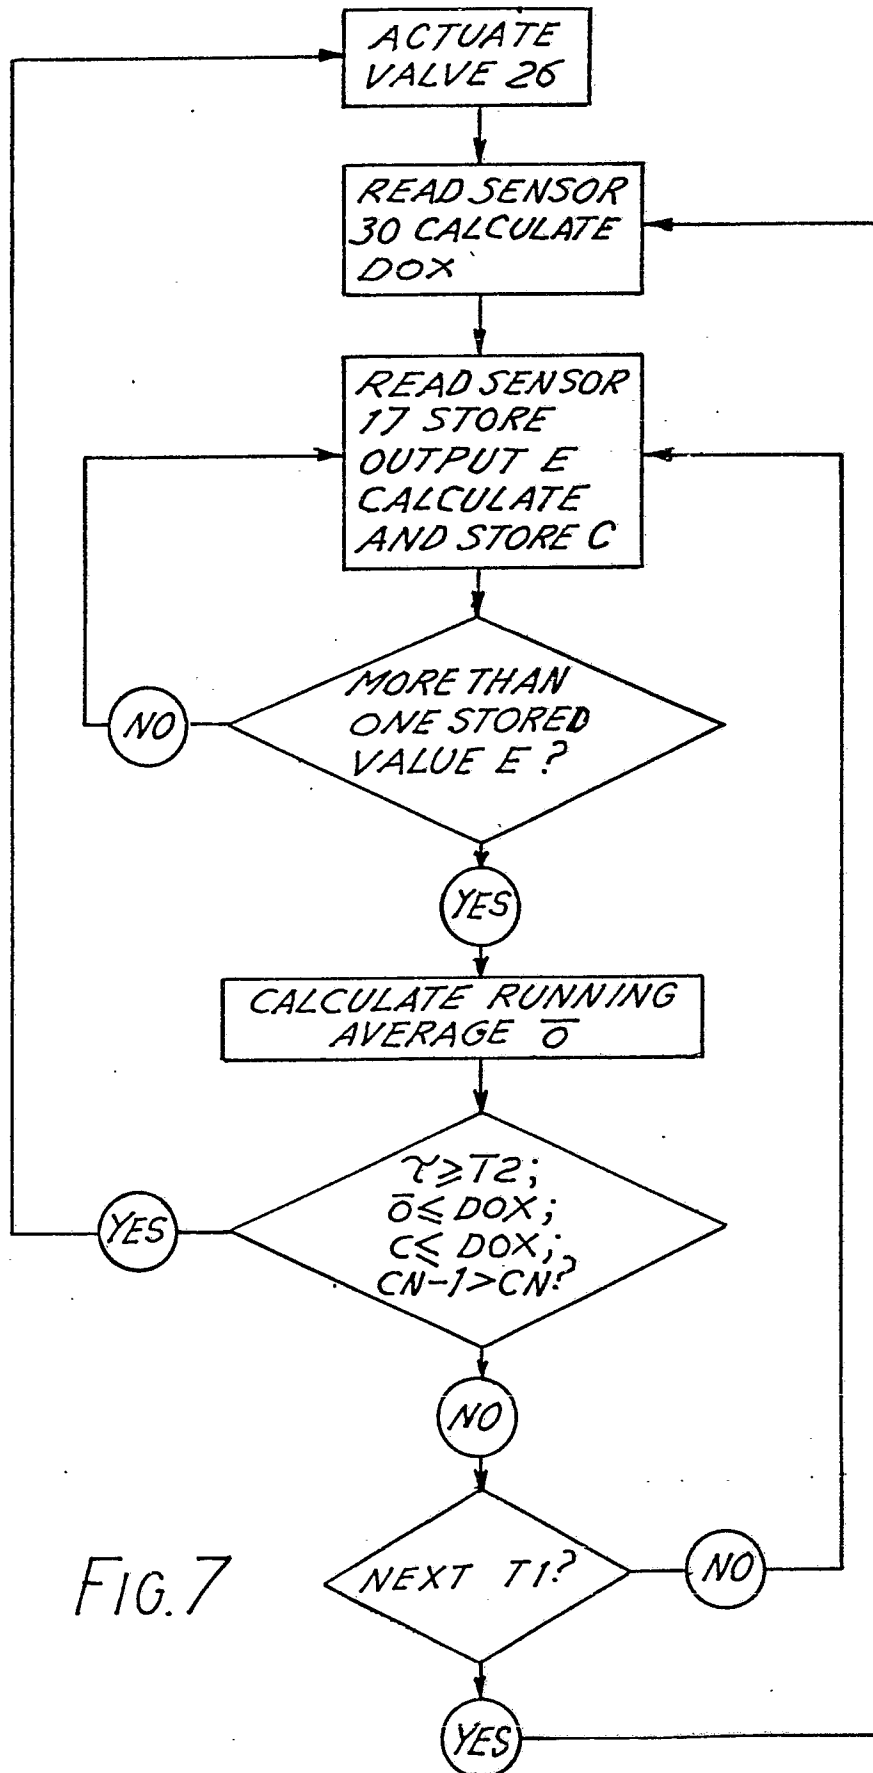 ACTUATE
VALVE 26
READ SENSOR
30 CALCULATE
DOX
READ SENSOR
17 STORE
OUTPUT E
CALCULATE
AND STORE C
MORE THAN
ONE STORED
VALUE E?
NO
YES
CALCULATE RUNNING
AVERAGE O̅
τ≥T2;
o̅≤DOX;
C≤DOX;
CN-1>CN?
YES
NO
NEXT T1?
NO
YES
FIG. 7